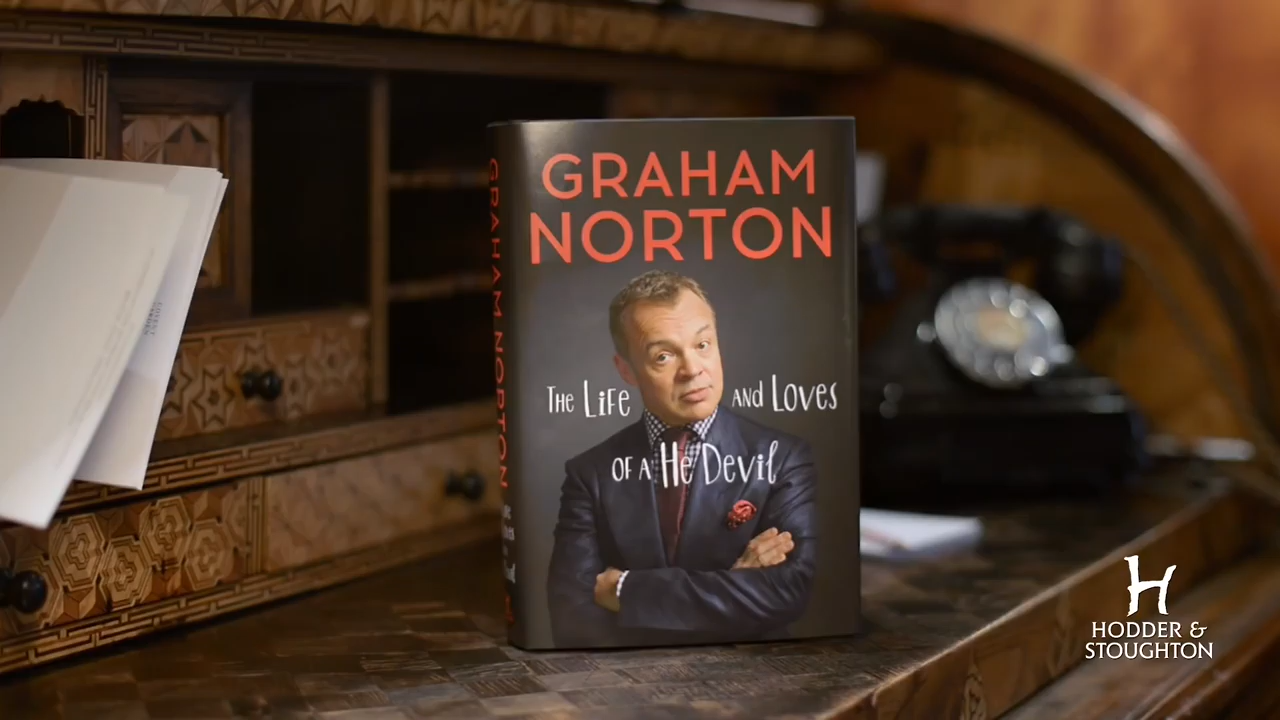 GRAHAM
NORTON
THE LIFE AND LOVES
OF A HE DEVIL
GRAHAM NORTON
HODDER &
STOUGHTON